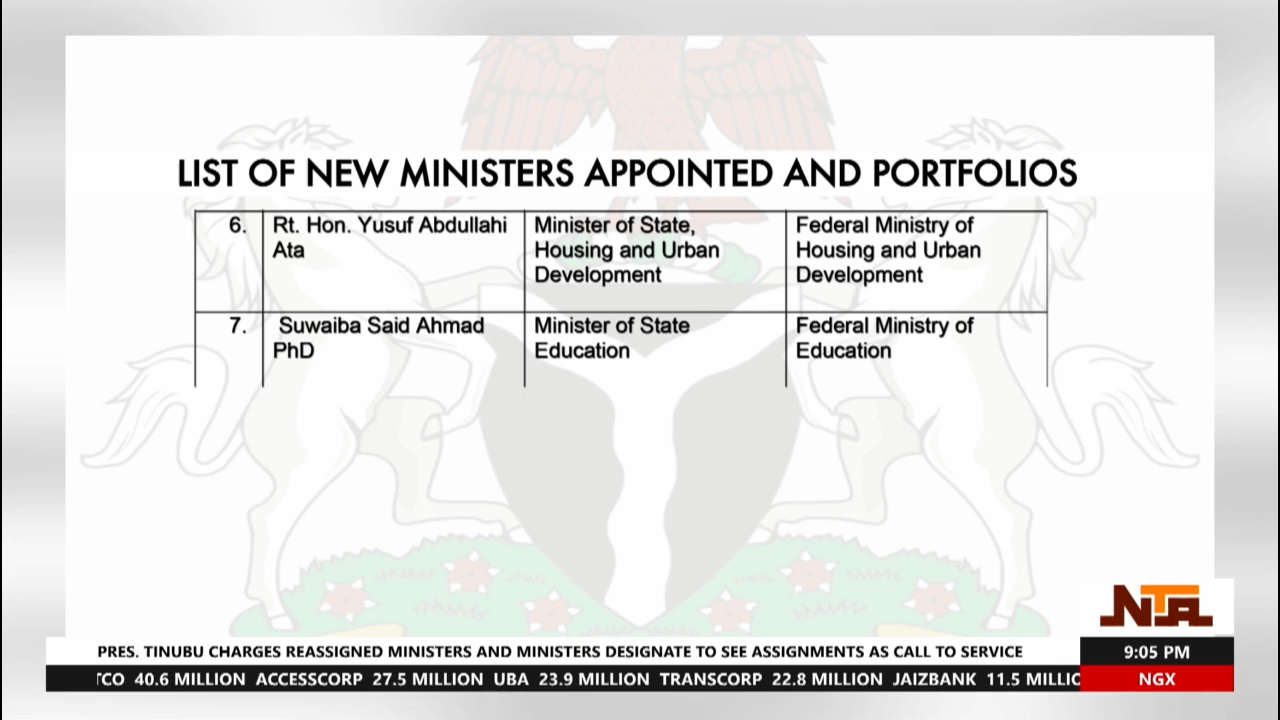 LIST OF NEW MINISTERS APPOINTED AND PORTFOLIOS
6. Rt. Hon. Yusuf Abdullahi Ata
Minister of State, Housing and Urban Development
Federal Ministry of Housing and Urban Development
7. Suwaiba Said Ahmad PhD
Minister of State Education
Federal Ministry of Education
NTA
PRES. TINUBU CHARGES REASSIGNED MINISTERS AND MINISTERS DESIGNATE TO SEE ASSIGNMENTS AS CALL TO SERVICE
9:05 PM
40.6 MILLION ACCESSCORP 27.5 MILLION UBA 23.9 MILLION TRANSCORP 22.8 MILLION JAIZBANK 11.5
NGX